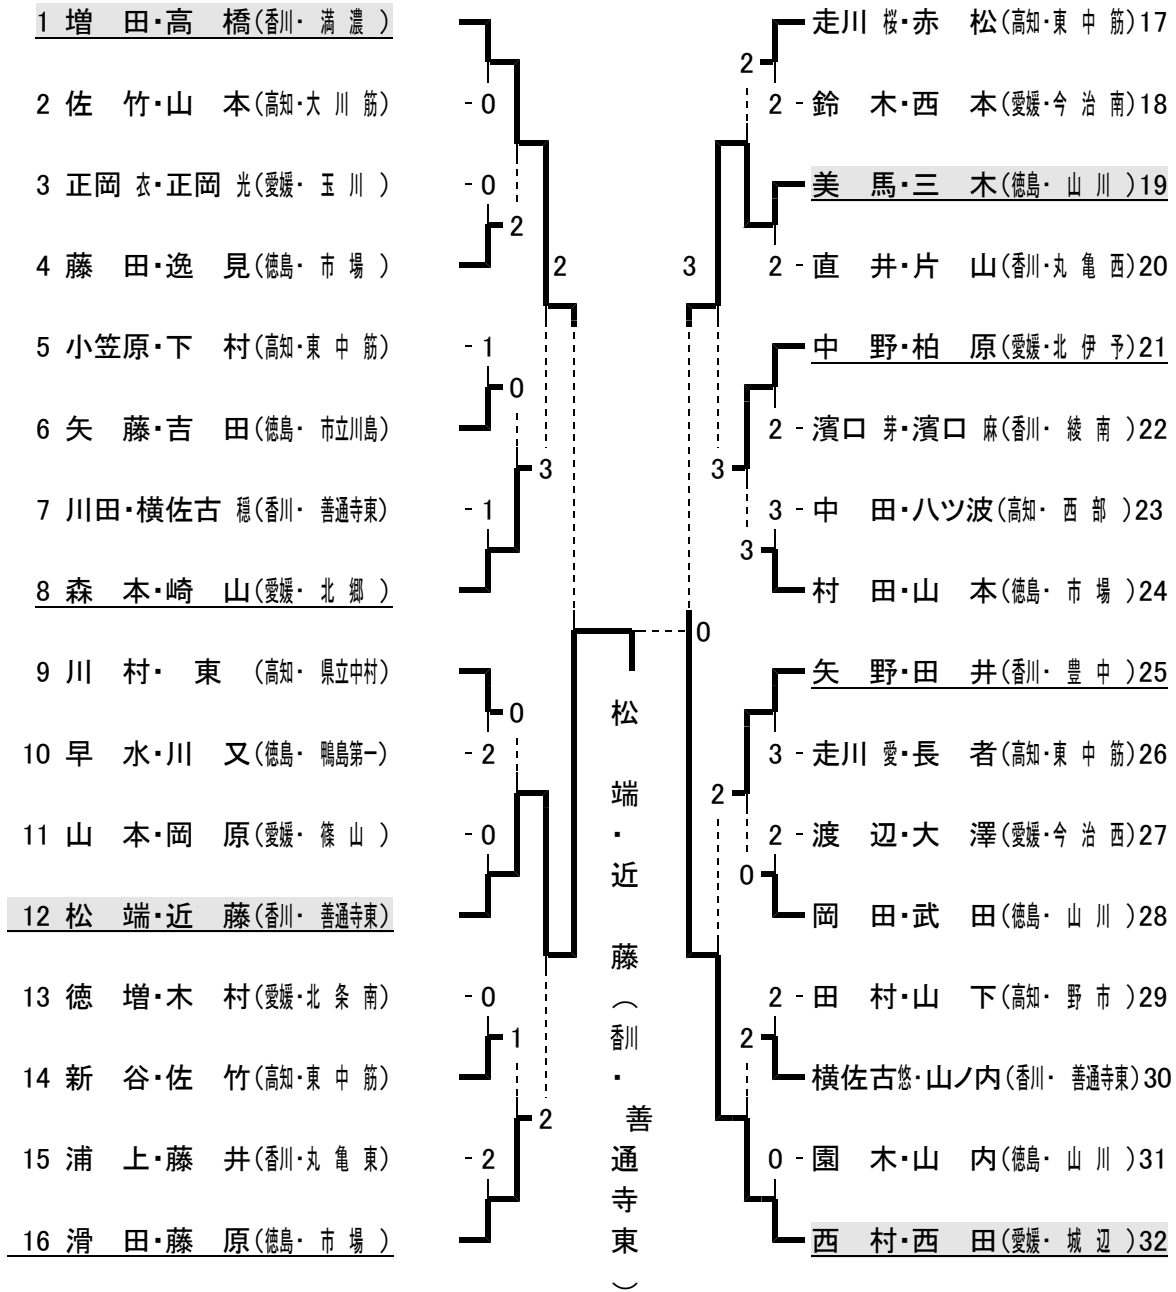 1 増 田・高 橋(香川・ 満 濃 )
2 佐 竹・山 本(高知・大 川 筋)
3 正岡 衣・正岡 光(愛媛・ 玉 川 )
4 藤 田・逸 見(徳島・ 市 場 )
5 小笠原・下 村(高知・東 中 筋)
6 矢 藤・吉 田(徳島・ 市立川島)
7 川田・横佐古 穏(香川・ 善通寺東)
8 森 本・崎 山(愛媛・ 北 郷 )
9 川 村・ 東 (高知・ 県立中村)
10 早 水・川 又(徳島・ 鴨島第一)
11 山 本・岡 原(愛媛・ 篠 山 )
12 松 端・近 藤(香川・ 善通寺東)
13 徳 増・木 村(愛媛・北 条 南)
14 新 谷・佐 竹(高知・東 中 筋)
15 浦 上・藤 井(香川・丸 亀 東)
16 滑 田・藤 原(徳島・ 市 場 )
0
0
2
2
1
0
3
1
0
2
0
0
1
2
2
松端・近藤(香川・善通寺東)
0
3
2
2
2
2
3
3
3
3
2
2
0
2
2
0
走川 桜・赤 松(高知・東 中 筋)17
鈴 木・西 本(愛媛・今 治 南)18
美 馬・三 木(徳島・ 山 川 )19
直 井・片 山(香川・丸 亀 西)20
中 野・柏 原(愛媛・北 伊 予)21
濱口 芽・濱口 麻(香川・ 綾 南 )22
中 田・八ツ波(高知・ 西 部 )23
村 田・山 本(徳島・ 市 場 )24
矢 野・田 井(香川・ 豊 中 )25
走川 愛・長 者(高知・東 中 筋)26
渡 辺・大 澤(愛媛・今 治 西)27
岡 田・武 田(徳島・ 山 川 )28
田 村・山 下(高知・ 野 市 )29
横佐古悠・山ノ内(香川・ 善通寺東)30
園 木・山 内(徳島・ 山 川 )31
西 村・西 田(愛媛・ 城 辺 )32